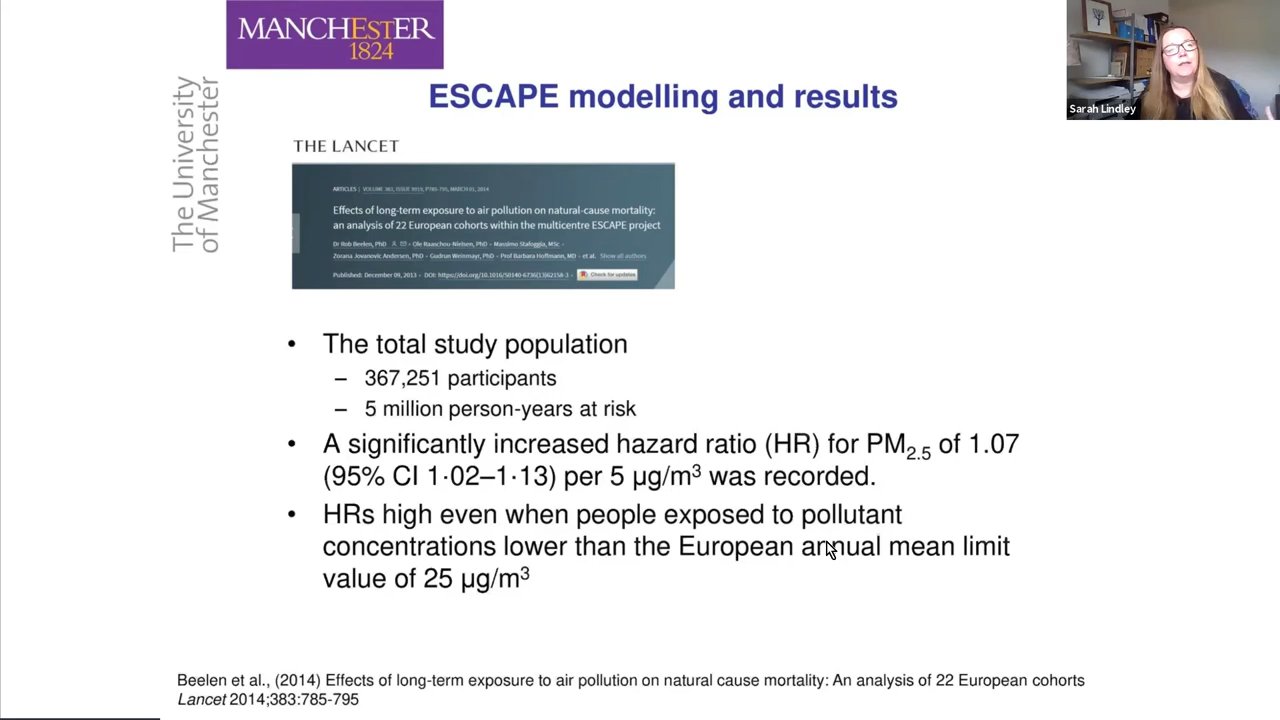 MANCHESTER
1824
The University
of Manchester
ESCAPE modelling and results
Sarah Lindley
THE LANCET
ARTICLES | VOLUME 383, ISSUE 9919, P785-795, MARCH 01, 2014
Effects of long-term exposure to air pollution on natural-cause mortality:
an analysis of 22 European cohorts within the multicentre ESCAPE project
Dr Rob Beelen, PhD • Ole Raaschou-Nielsen, PhD • Massimo Stafoggia, MSc •
Zorana Jovanovic Andersen, PhD • Gudrun Weinmayr, PhD • Prof Barbara Hoffmann, MD • et al. Show all authors
Published: December 09, 2013 • DOI: https://doi.org/10.1016/S0140-6736(13)62158-3 • Check for updates
• The total study population
– 367,251 participants
– 5 million person-years at risk
• A significantly increased hazard ratio (HR) for PM2.5 of 1.07
(95% CI 1·02–1·13) per 5 µg/m³ was recorded.
• HRs high even when people exposed to pollutant
concentrations lower than the European annual mean limit
value of 25 µg/m³
Beelen et al., (2014) Effects of long-term exposure to air pollution on natural cause mortality: An analysis of 22 European cohorts
Lancet 2014;383:785-795